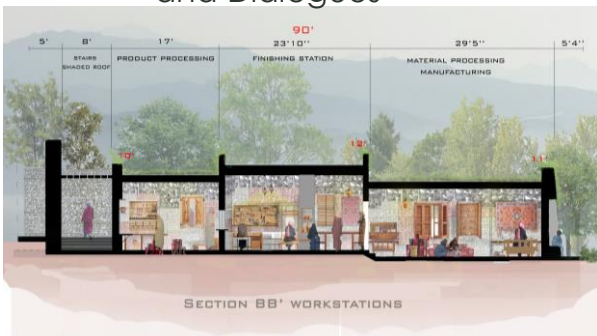 and Dialogues
90'
5' 8' 17' 23'10" 29'5" 5'4"
STAIRS
SHADED ROOF
PRODUCT PROCESSING
FINISHING STATION
MATERIAL PROCESSING
MANUFACTURING
10' 12' 11'
SECTION BB' WORKSTATIONS